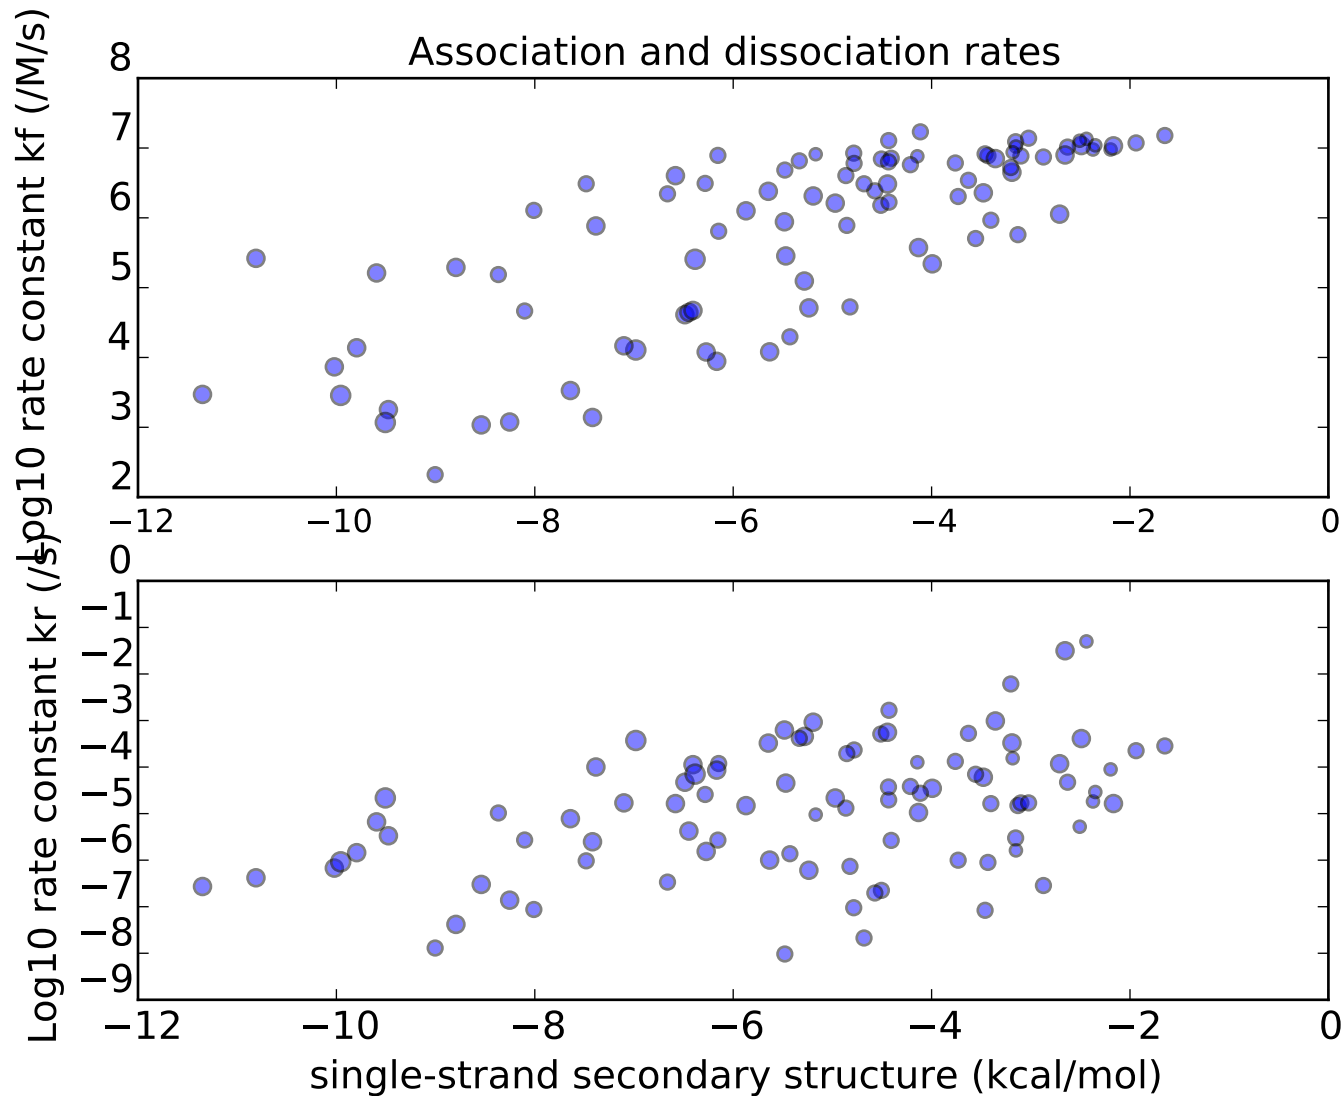 Association and dissociation rates
Log10 rate constant kf (/M/s)
8
7
6
5
4
3
2
−12 −10 −8 −6 −4 −2 0
Log10 rate constant kr (/s)
0
−1
−2
−3
−4
−5
−6
−7
−8
−9
−12 −10 −8 −6 −4 −2 0
single-strand secondary structure (kcal/mol)